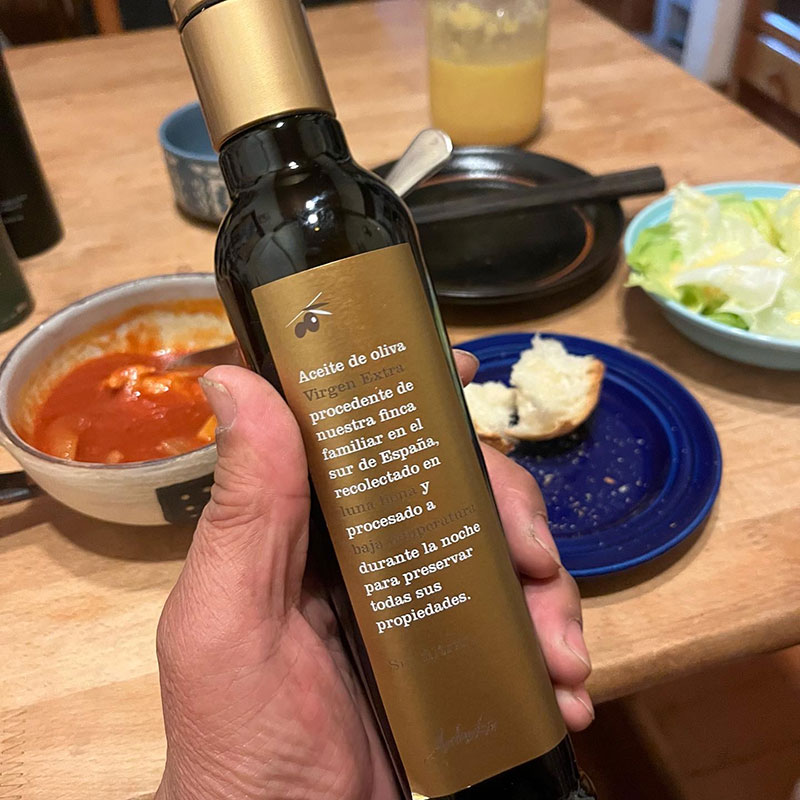 Aceite de oliva
Virgen Extra
procedente de
nuestra finca
familiar en el
sur de España,
recolectado en
luna llena y
procesado a
baja temperatura
durante la noche
para preservar
todas sus
propiedades.